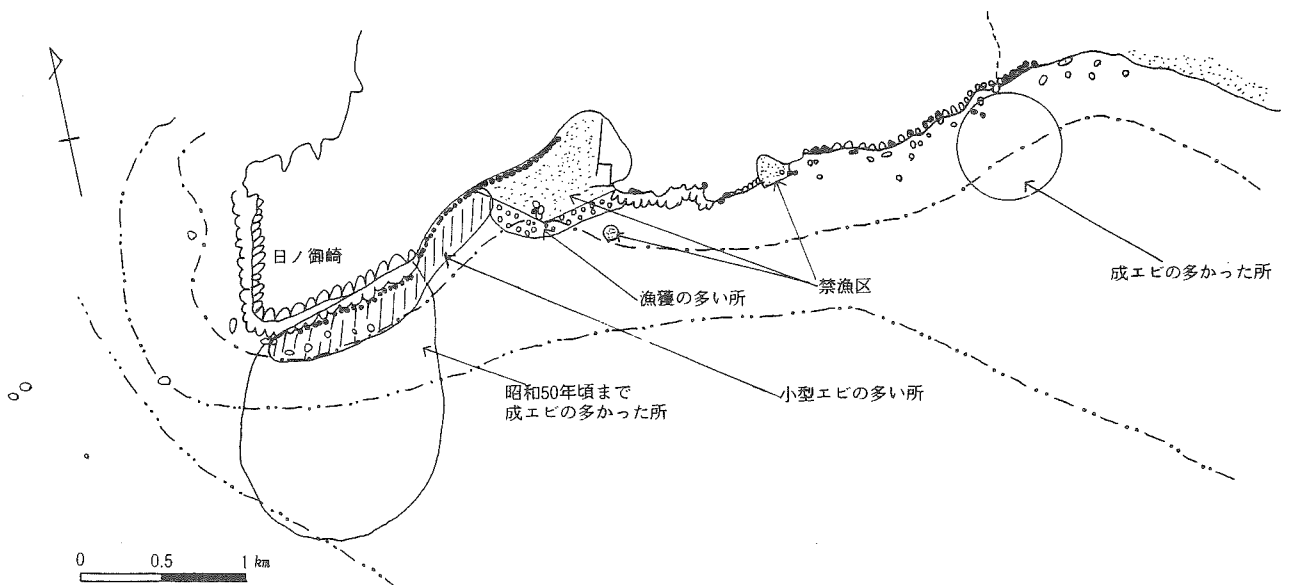 日ノ御崎
成エビの多かった所
漁獲の多い所
禁漁区
昭和50年頃まで
成エビの多かった所
小型エビの多い所
0 0.5 1 km